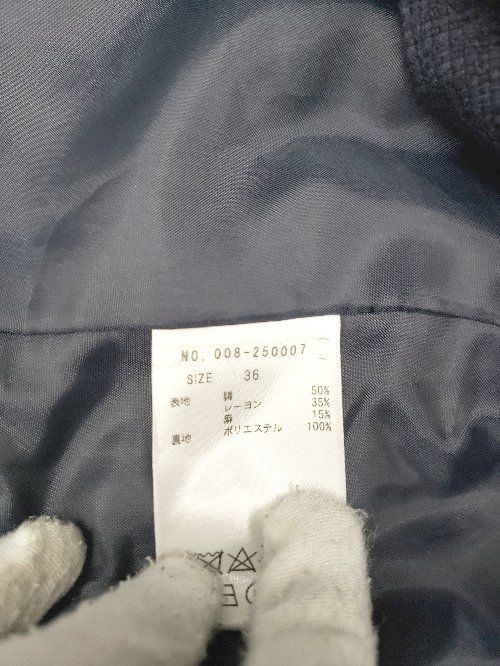 NO. 008-250007
SIZE 36
表地 綿 50%
レーヨン 35%
麻 15%
裏地 ポリエステル 100%